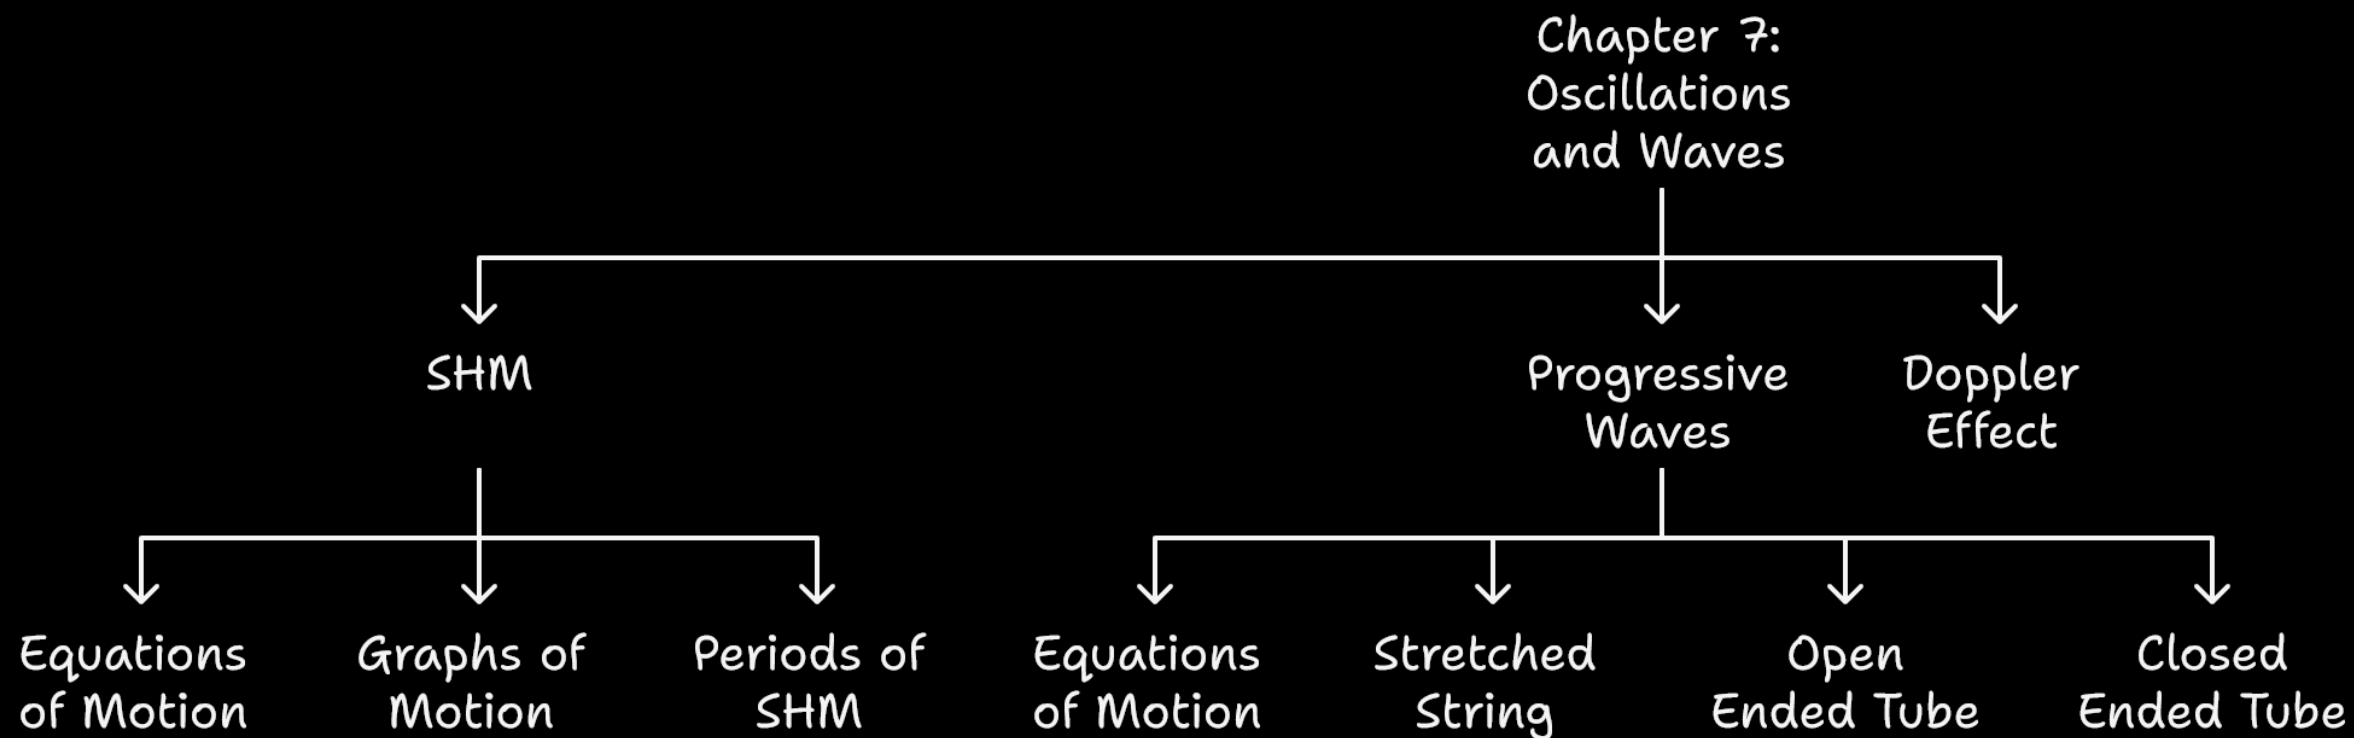 Chapter 7:
Oscillations
and Waves
SHM
Progressive
Waves
Doppler
Effect
Equations
of Motion
Graphs of
Motion
Periods of
SHM
Equations
of Motion
Stretched
String
Open
Ended Tube
Closed
Ended Tube